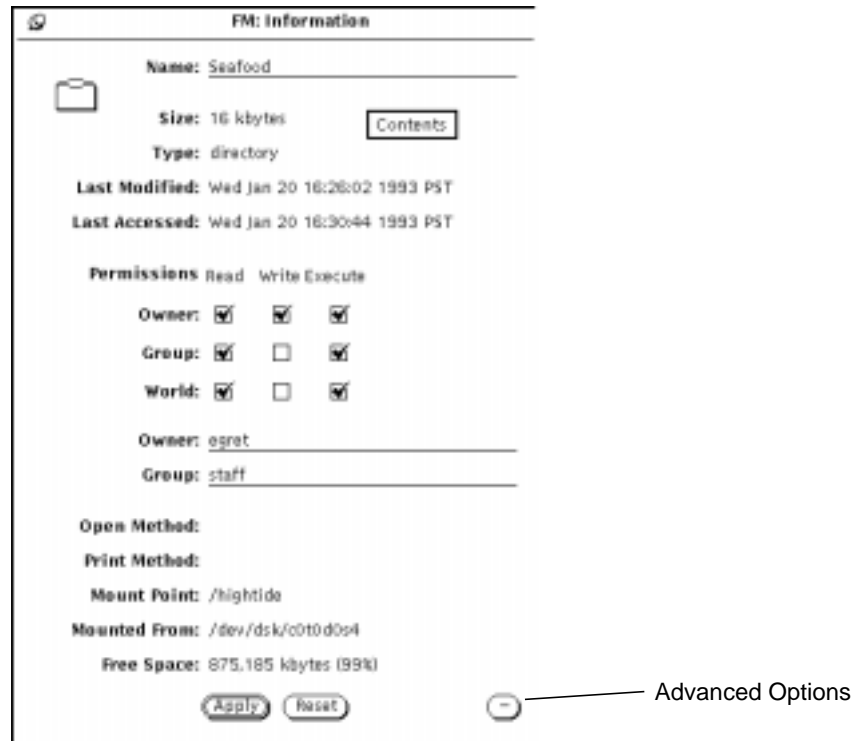 FM: Information
Name: Seafood
Size: 16 kbytes
Contents
Type: directory
Last Modified: Wed Jan 20 16:26:02 1993 PST
Last Accessed: Wed Jan 20 16:30:44 1993 PST
Permissions Read Write Execute
Owner:
Group:
World:
Owner: egret
Group: staff
Open Method:
Print Method:
Mount Point: /hightide
Mounted From: /dev/dsk/c0t0d0s4
Free Space: 875,185 kbytes (99%)
Apply Reset −
Advanced Options